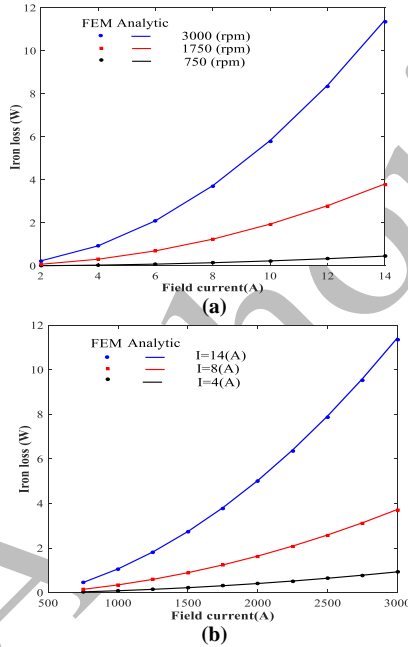 12
10
8
6
4
2
0
Iron loss (W)
FEM Analytic
3000 (rpm)
1750 (rpm)
750 (rpm)
2 4 6 8 10 12 14
Field current(A)
(a)
12
10
8
6
4
2
0
Iron loss (W)
FEM Analytic
I=14(A)
I=8(A)
I=4(A)
500 1000 1500 2000 2500 3000
Field current(A)
(b)